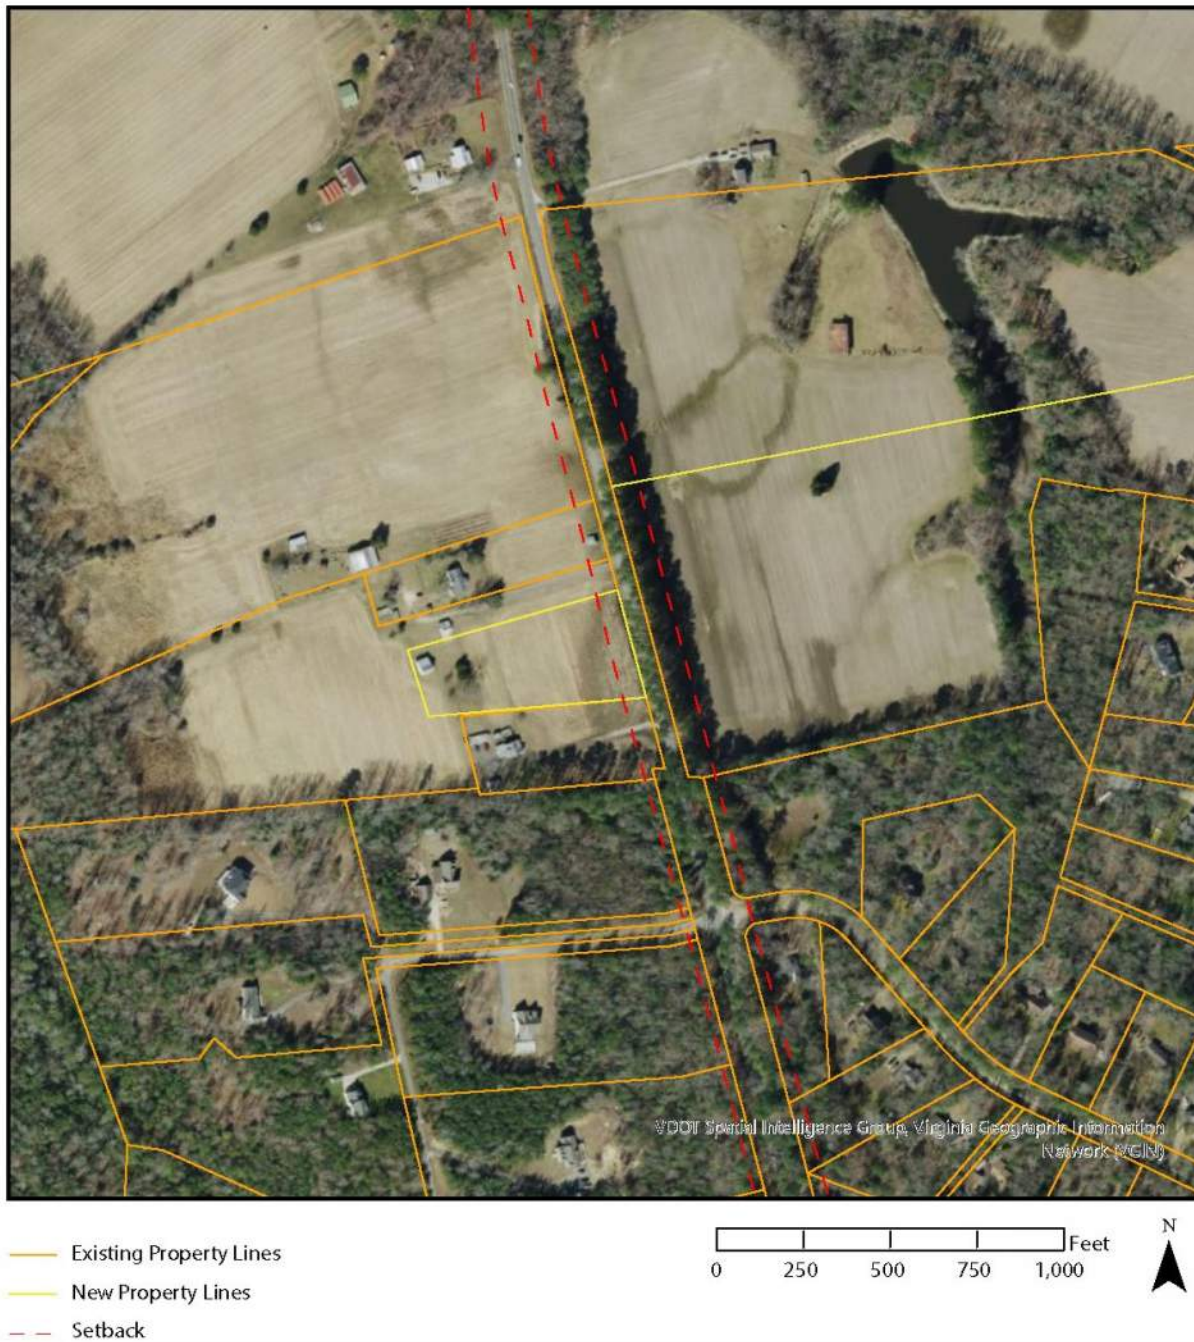 VDOT Spatial Intelligence Group, Virginia Geographic Information
Network (VGIN)
Existing Property Lines
New Property Lines
Setback
Feet
0 250 500 750 1,000
N